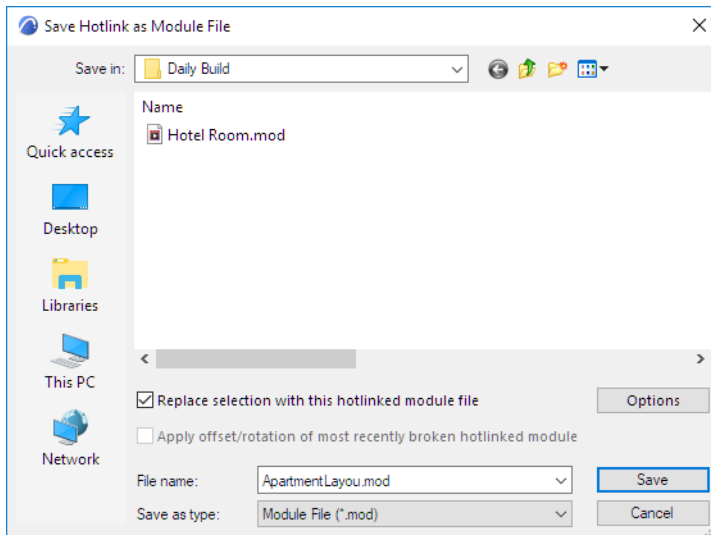 Save Hotlink as Module File
Save in: Daily Build
Name
Hotel Room.mod
Quick access
Desktop
Libraries
This PC
Network
Replace selection with this hotlinked module file Options
Apply offset/rotation of most recently broken hotlinked module
File name: ApartmentLayou.mod Save
Save as type: Module File (*.mod) Cancel